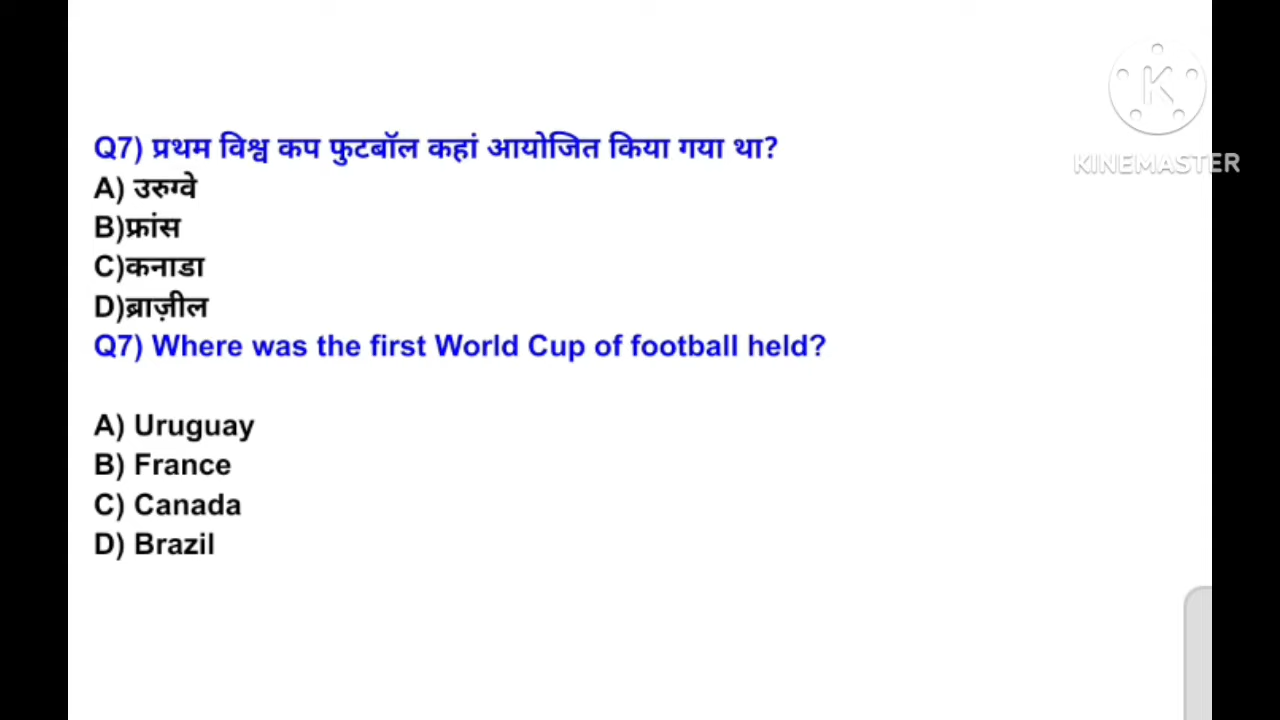 Q7) प्रथम विश्व कप फुटबॉल कहां आयोजित किया गया था?
A) उरुग्वे
B)फ्रांस
C)कनाडा
D)ब्राज़ील
Q7) Where was the first World Cup of football held?
A) Uruguay
B) France
C) Canada
D) Brazil
K
KINEMASTER